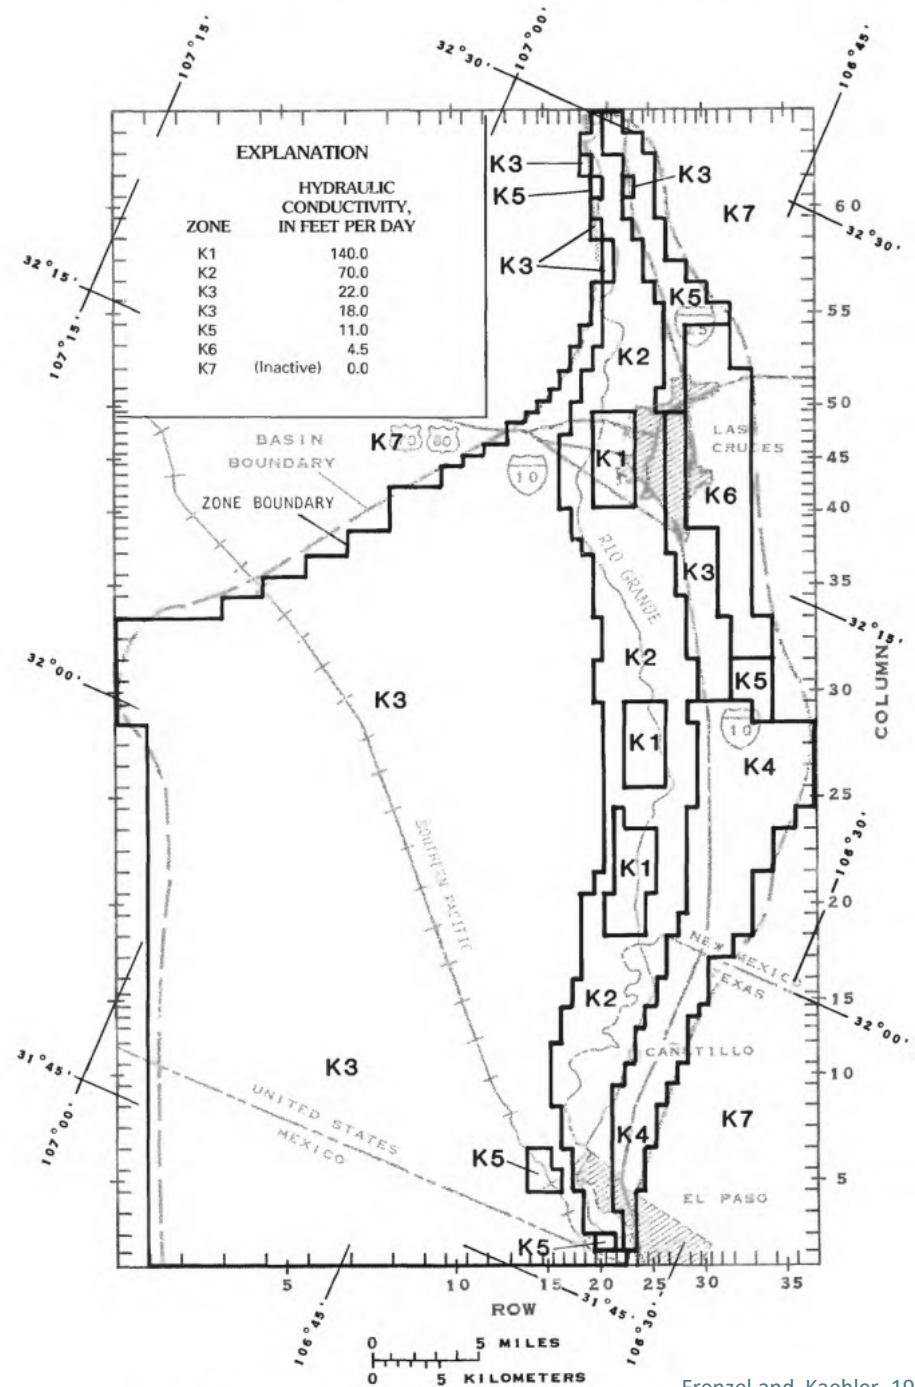 107°15'
107°00'
106°45'
32°30'
EXPLANATION
HYDRAULIC
CONDUCTIVITY,
ZONE IN FEET PER DAY
K1 140.0
K2 70.0
K3 22.0
K3 18.0
K5 11.0
K6 4.5
K7 (Inactive) 0.0
K3
K5
K3
K3
K7
60
32°30'
32°15'
107°15'
K5
25
55
K2
50
K7
70 80
BASIN
BOUNDARY
ZONE BOUNDARY
10
K1
LAS
CRUCES
45
K6
40
RIO GRANDE
K3
35
32°15'
32°00'
K2
K5
30
COLUMN
K3
K1
10
K4
25
106°30'
SOUTHERN PACIFIC
K1
20
NEW MEXICO
TEXAS
K2
15
32°00'
31°45'
107°00'
CANUTILLO
10
K3
UNITED STATES
MEXICO
K4
K7
K5
5
EL PASO
K5
5 10 15 20 25 30 35
ROW
106°45'
31°45'
106°30'
0 5 MILES
0 5 KILOMETERS
Frenzel and Kaehler, 19